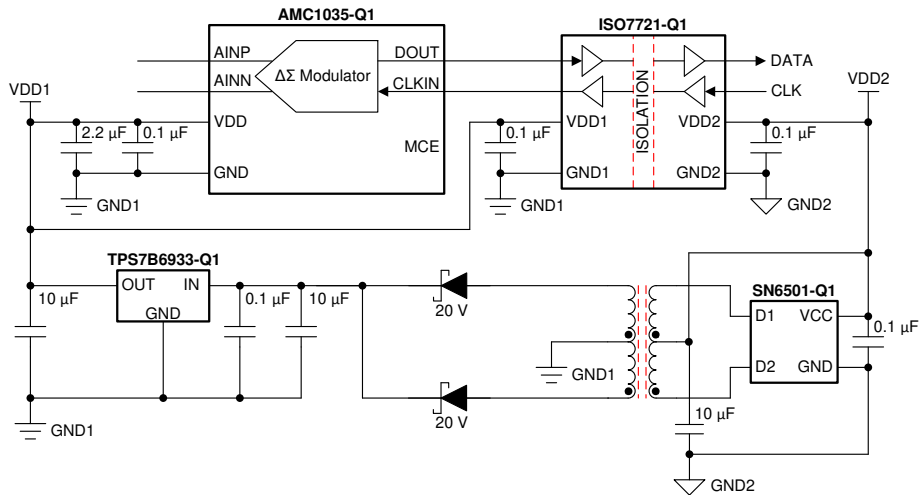 AMC1035-Q1
ISO7721-Q1
AINP
AINN
ΔΣ Modulator
DOUT
CLKIN
DATA
CLK
ISOLATION
VDD1
VDD2
2.2 µF
0.1 µF
VDD
GND
MCE
0.1 µF
VDD1
GND1
VDD2
GND2
0.1 µF
GND1
GND1
GND2
TPS7B6933-Q1
10 µF
OUT
IN
GND
0.1 µF
10 µF
20 V
20 V
GND1
SN6501-Q1
D1
VCC
D2
GND
0.1 µF
10 µF
GND1
GND2